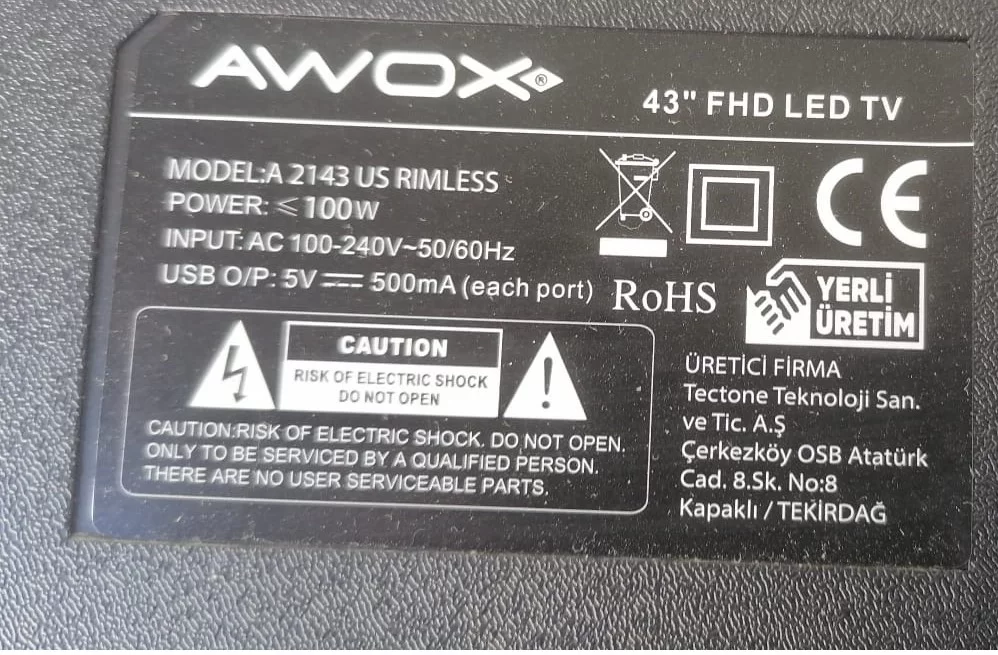 AWOX®
43" FHD LED TV
MODEL:A 2143 US RIMLESS
POWER: ⩽ 100W
INPUT: AC 100-240V~50/60Hz
USB O/P: 5V ⎓ 500mA (each port)
RoHS
CE
YERLİ
ÜRETİM
CAUTION
RISK OF ELECTRIC SHOCK
DO NOT OPEN
CAUTION:RISK OF ELECTRIC SHOCK. DO NOT OPEN.
ONLY TO BE SERVICED BY A QUALIFIED PERSON.
THERE ARE NO USER SERVICEABLE PARTS.
ÜRETİCİ FİRMA
Tectone Teknoloji San.
ve Tic. A.Ş
Çerkezköy OSB Atatürk
Cad. 8.Sk. No:8
Kapaklı / TEKİRDAĞ